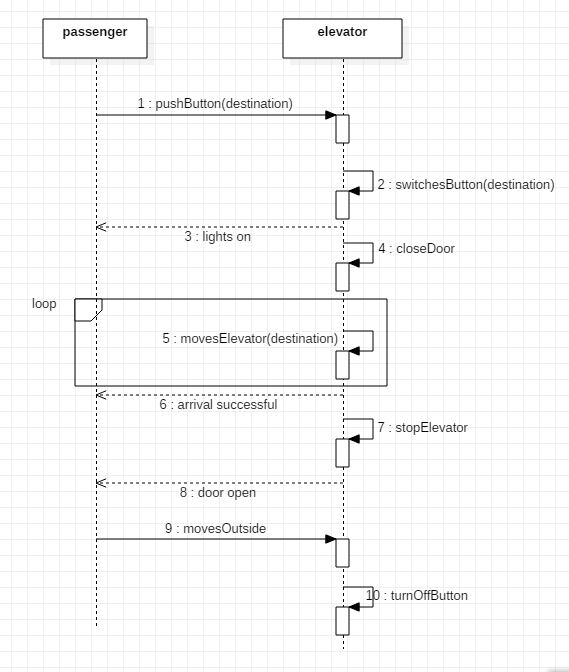 passenger
elevator
1 : pushButton(destination)
2 : switchesButton(destination)
3 : lights on
4 : closeDoor
loop
5 : movesElevator(destination)
6 : arrival successful
7 : stopElevator
8 : door open
9 : movesOutside
10 : turnOffButton